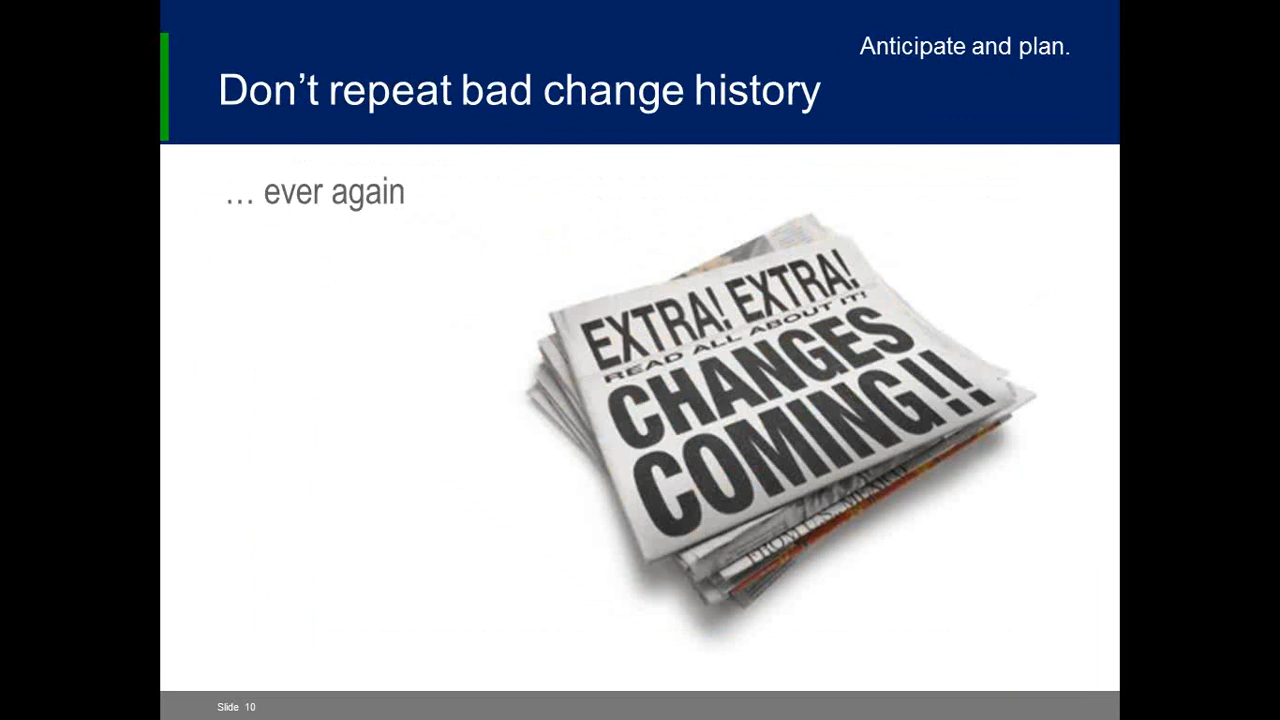 Anticipate and plan.
Don’t repeat bad change history
… ever again
EXTRA! EXTRA!
READ ALL ABOUT IT!
CHANGES
COMING!!
Slide 10